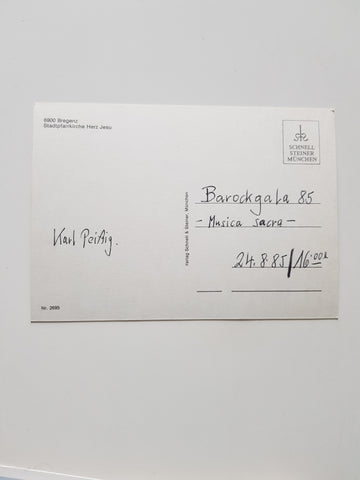 6900 Bregenz
Stadtpfarrkirche Herz Jesu
SCHNELL
STEINER
MÜNCHEN
Barockgala 85
- Musica sacra -
24.8.85/16.00h
Karl
Verlag Schnell & Steiner, München
Nr. 2695